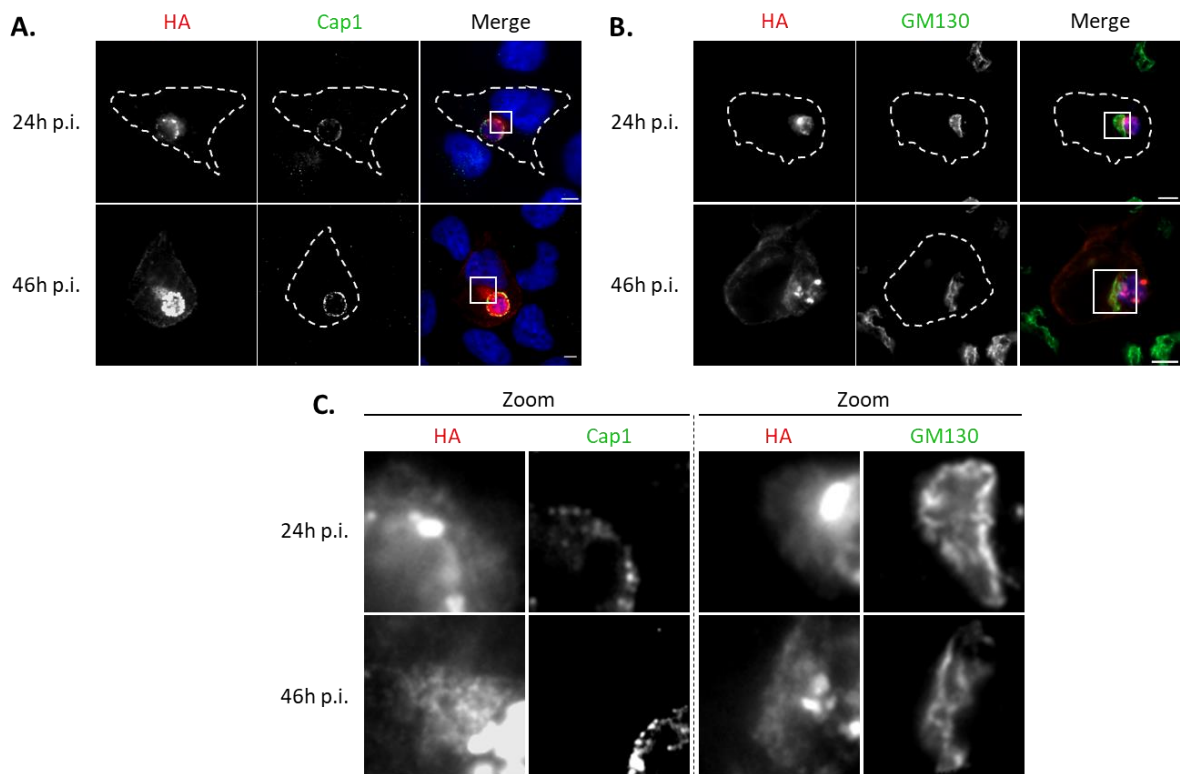 A.
HA Cap1 Merge
24h p.i.
46h p.i.
B.
HA GM130 Merge
24h p.i.
46h p.i.
C.
Zoom Zoom
HA Cap1 HA GM130
24h p.i.
46h p.i.